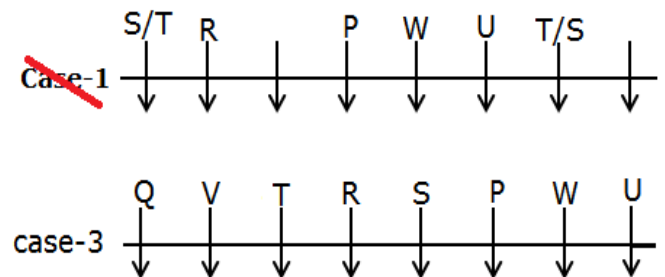 S/T R P W U T/S
Case-1
Q V T R S P W U
case-3